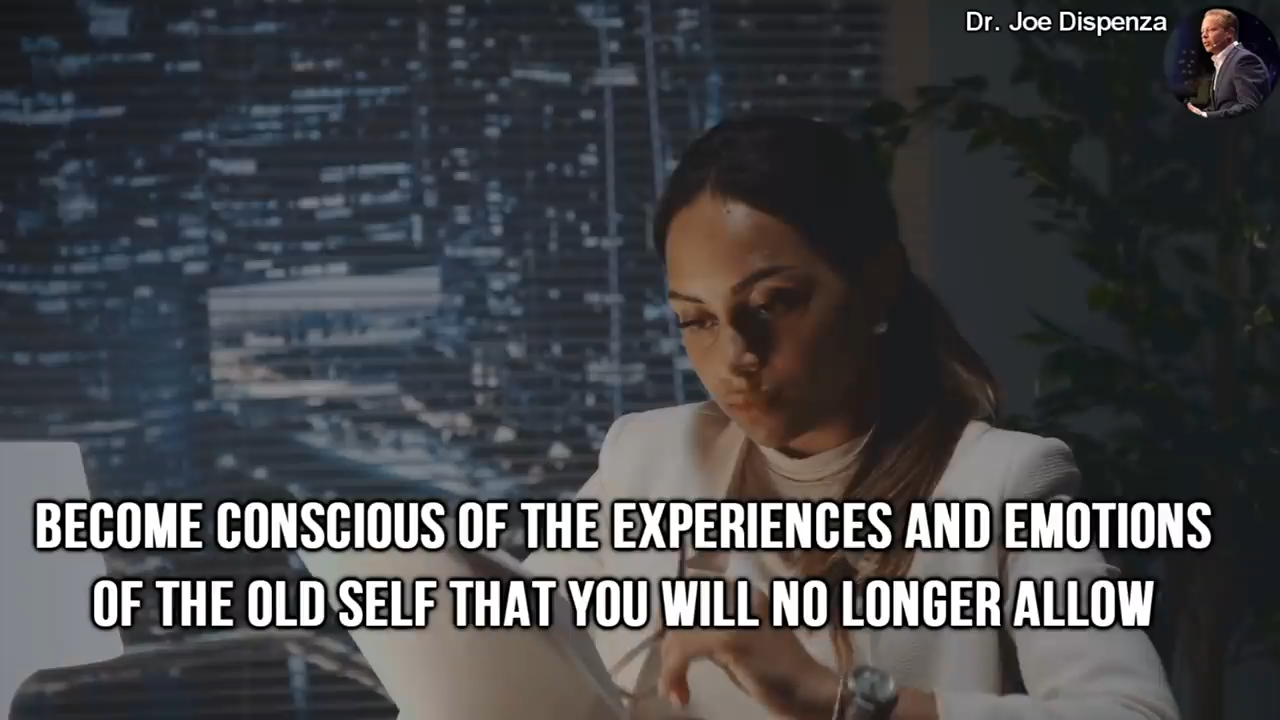 Dr. Joe Dispenza
BECOME CONSCIOUS OF THE EXPERIENCES AND EMOTIONS
OF THE OLD SELF THAT YOU WILL NO LONGER ALLOW